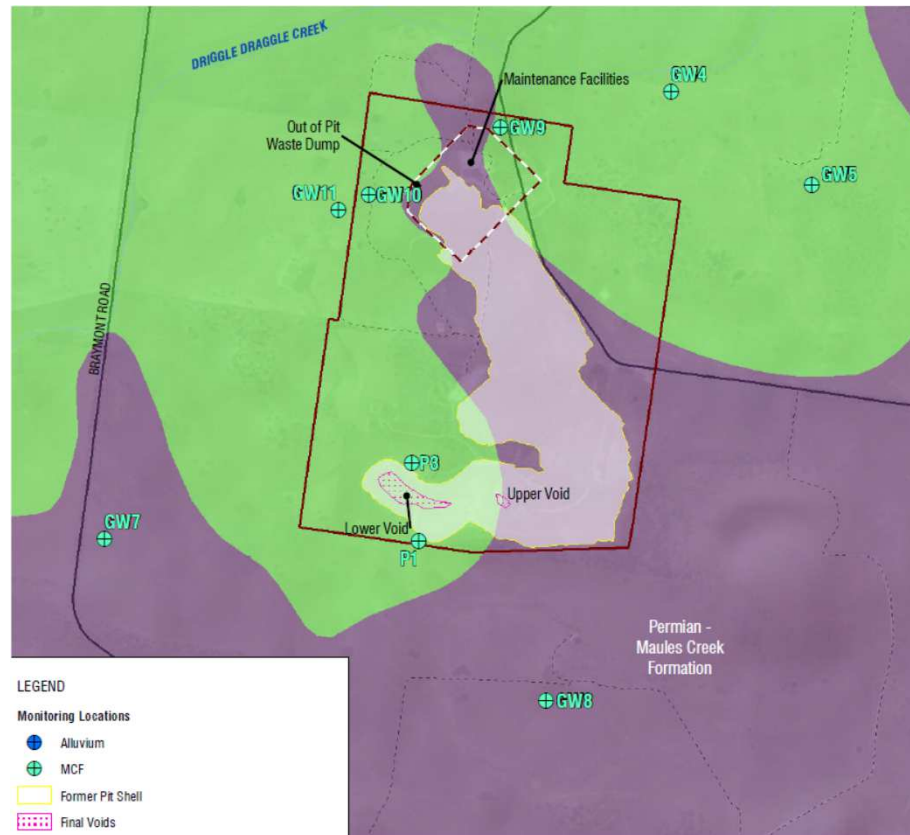 DRIGGLE DRAGGLE CREEK
Maintenance Facilities
GW4
Out of Pit
Waste Dump
GW9
GW5
GW11
GW10
BRAYMONT ROAD
P3
Upper Void
Lower Void
GW7
P1
Permian -
Maules Creek
Formation
GW8
LEGEND
Monitoring Locations
Alluvium
MCF
Former Pit Shell
Final Voids